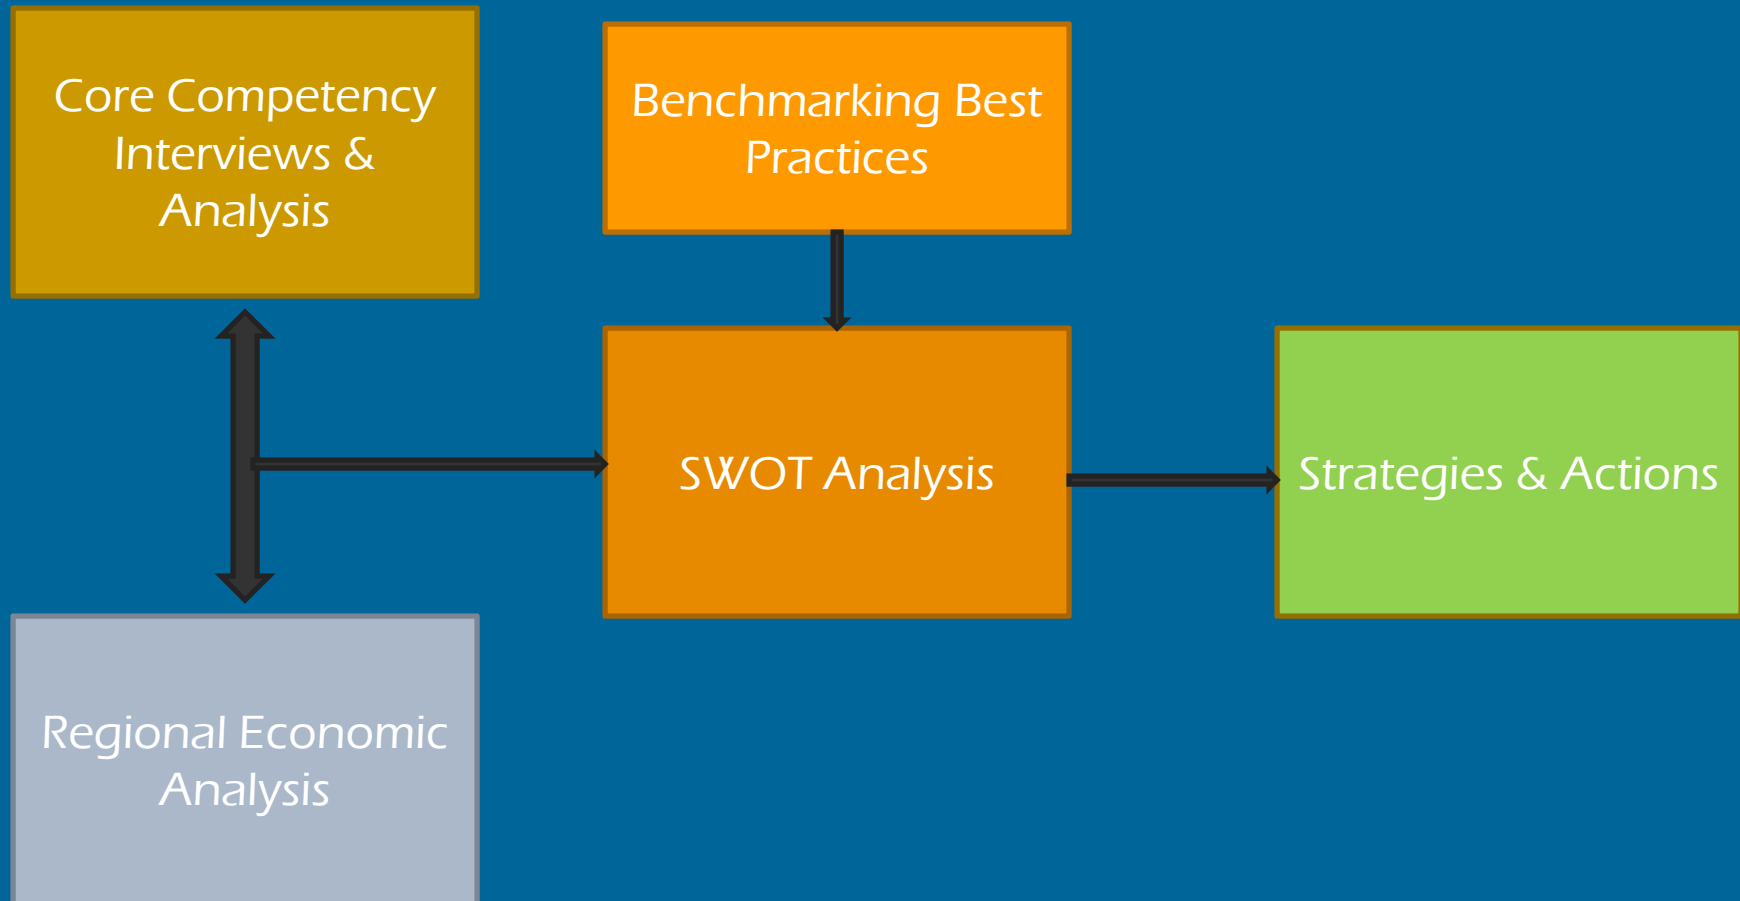 Core Competency
Interviews &
Analysis
Benchmarking Best
Practices
SWOT Analysis
Strategies & Actions
Regional Economic
Analysis